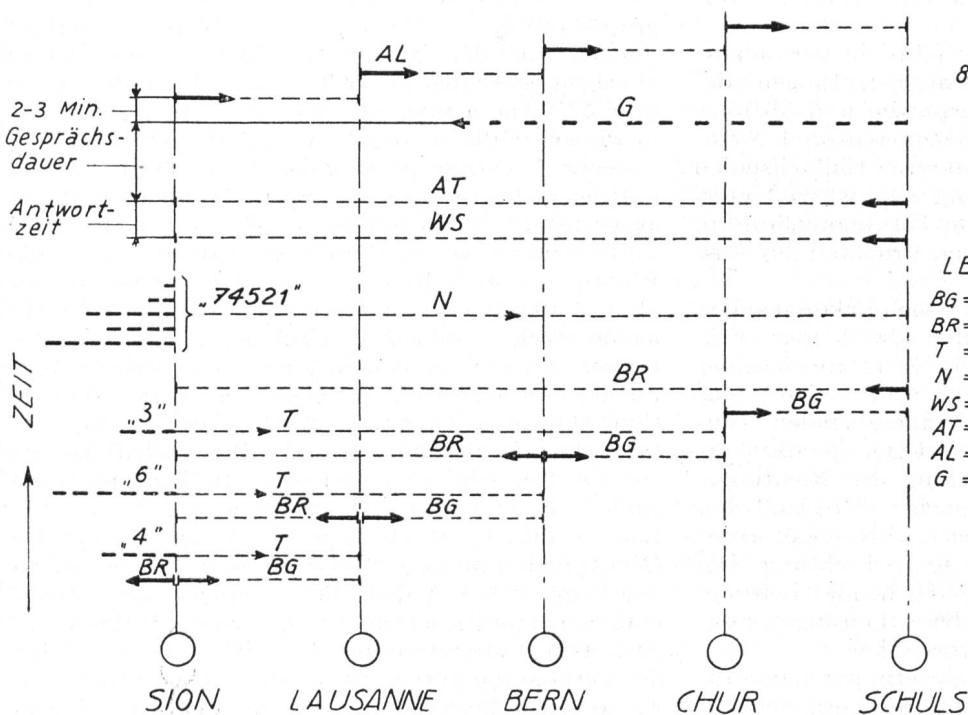 8
AL
2-3 Min.
G
Gesprächs-
dauer
AT
Antwort-
zeit
WS
LE
„74521"
N
BG=
BR=
T =
BR
N =
BG
WS=
„3"
T
AT=
BR
BG
AL=
„6"
T
G =
BR
BG
„4"
T
BR
BG
ZEIT
SION LAUSANNE BERN CHUR SCHULS